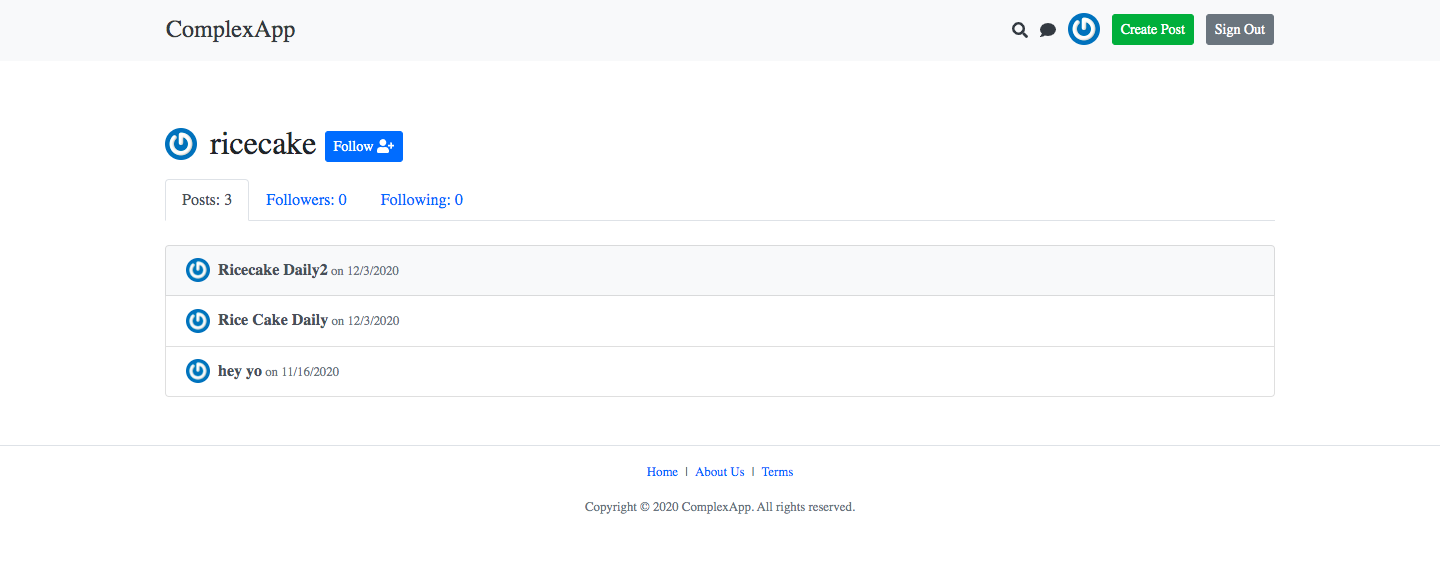 ComplexApp
Create Post
Sign Out
ricecake
Follow
Posts: 3
Followers: 0
Following: 0
Ricecake Daily2 on 12/3/2020
Rice Cake Daily on 12/3/2020
hey yo on 11/16/2020
Home | About Us | Terms
Copyright © 2020 ComplexApp. All rights reserved.